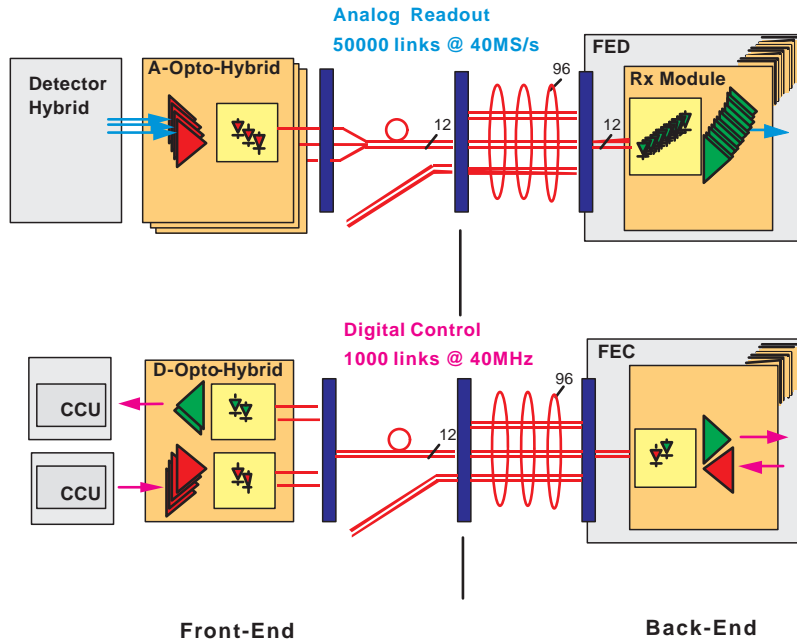 Analog Readout
50000 links @ 40MS/s
Detector
Hybrid
A-Opto-Hybrid
12
96
12
FED
Rx Module
Digital Control
1000 links @ 40MHz
CCU
CCU
D-Opto-Hybrid
12
96
FEC
Front-End
Back-End